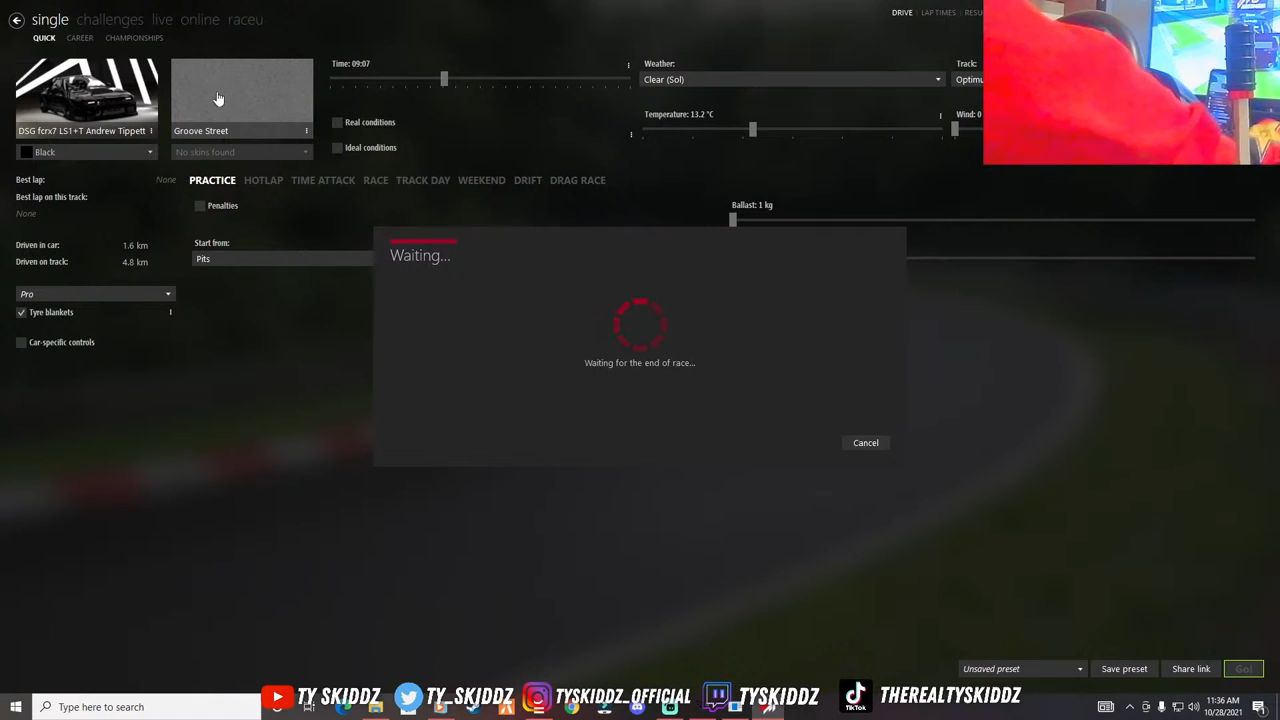 single challenges live online raceu
DRIVE LAP TIMES RESU
QUICK CAREER CHAMPIONSHIPS
Time: 09:07
Weather:
Track:
Clear (Sol)
Optimu
DSG fcrx7 LS1+T Andrew Tippett
Groove Street
Real conditions
Temperature: 13.2 °C
Wind: 0
Black
No skins found
Ideal conditions
Best lap: None
PRACTICE HOTLAP TIME ATTACK RACE TRACK DAY WEEKEND DRIFT DRAG RACE
Best lap on this track:
None
Penalties
Ballast: 1 kg
Driven in car: 1.6 km
Start from:
Driven on track: 4.8 km
Pits
Waiting...
Pro
Tyre blankets
Car-specific controls
Waiting for the end of race...
Cancel
Unsaved preset
Save preset
Share link
Go!
Type here to search
TY SKIDDZ
TY_SKIDDZ
TYSKIDDZ_OFFICIAL
TYSKIDDZ
TikTok
THEREALTYSKIDDZ
11:36 AM
10/28/2021